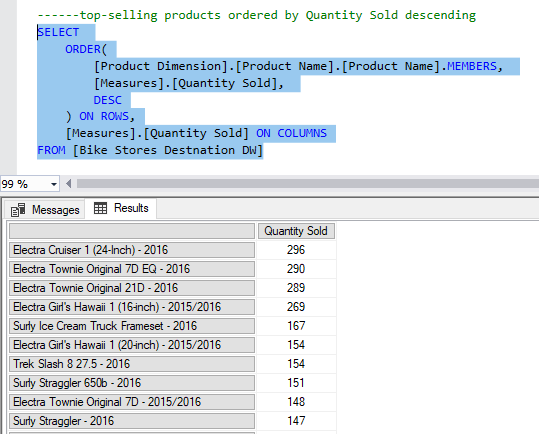 ------top-selling products ordered by Quantity Sold descending
SELECT
ORDER(
[Product Dimension].[Product Name].[Product Name].MEMBERS,
[Measures].[Quantity Sold],
DESC
) ON ROWS,
[Measures].[Quantity Sold] ON COLUMNS
FROM [Bike Stores Destnation DW]
99 %
Messages Results
Quantity Sold
Electra Cruiser 1 (24-Inch) - 2016 296
Electra Townie Original 7D EQ - 2016 290
Electra Townie Original 21D - 2016 289
Electra Girl's Hawaii 1 (16-inch) - 2015/2016 269
Surly Ice Cream Truck Frameset - 2016 167
Electra Girl's Hawaii 1 (20-inch) - 2015/2016 154
Trek Slash 8 27.5 - 2016 154
Surly Straggler 650b - 2016 151
Electra Townie Original 7D - 2015/2016 148
Surly Straggler - 2016 147